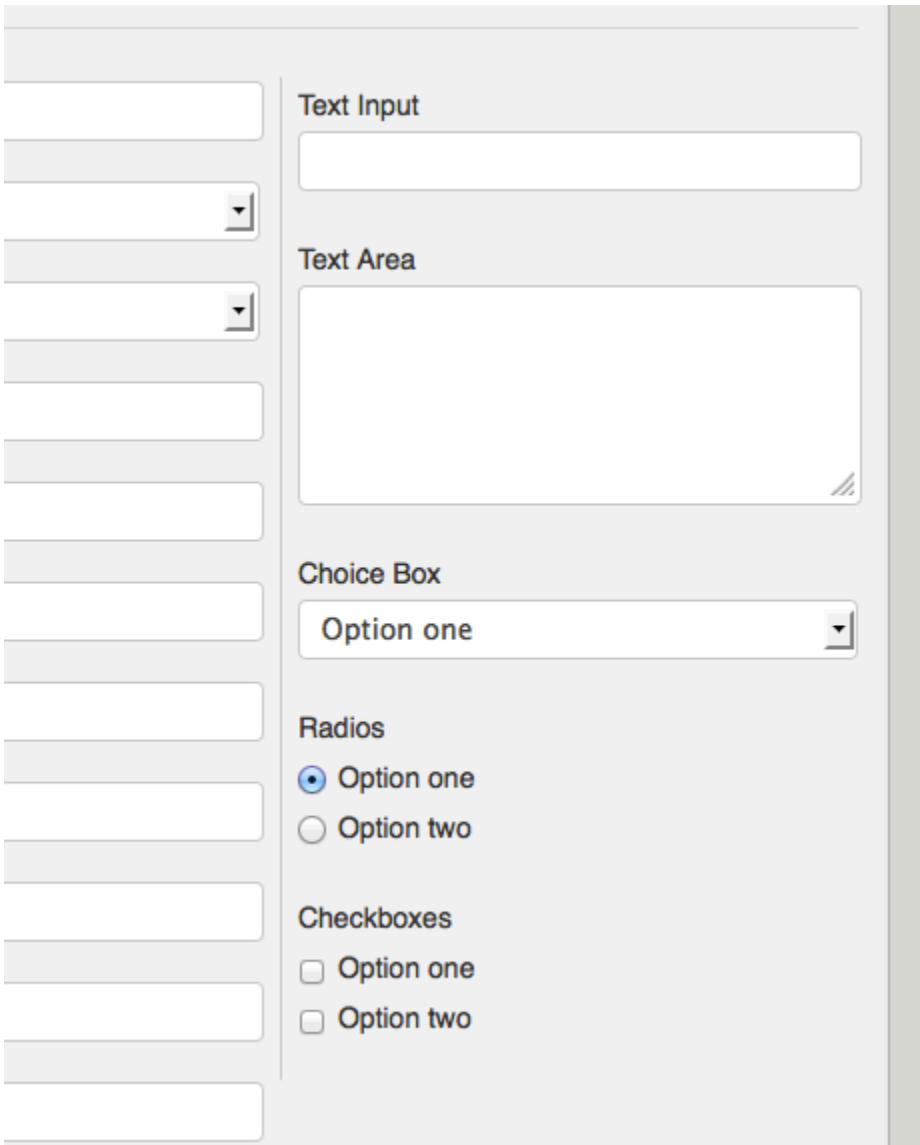 Text Input
Text Area
Choice Box
Option one
Radios
Option one
Option two
Checkboxes
Option one
Option two